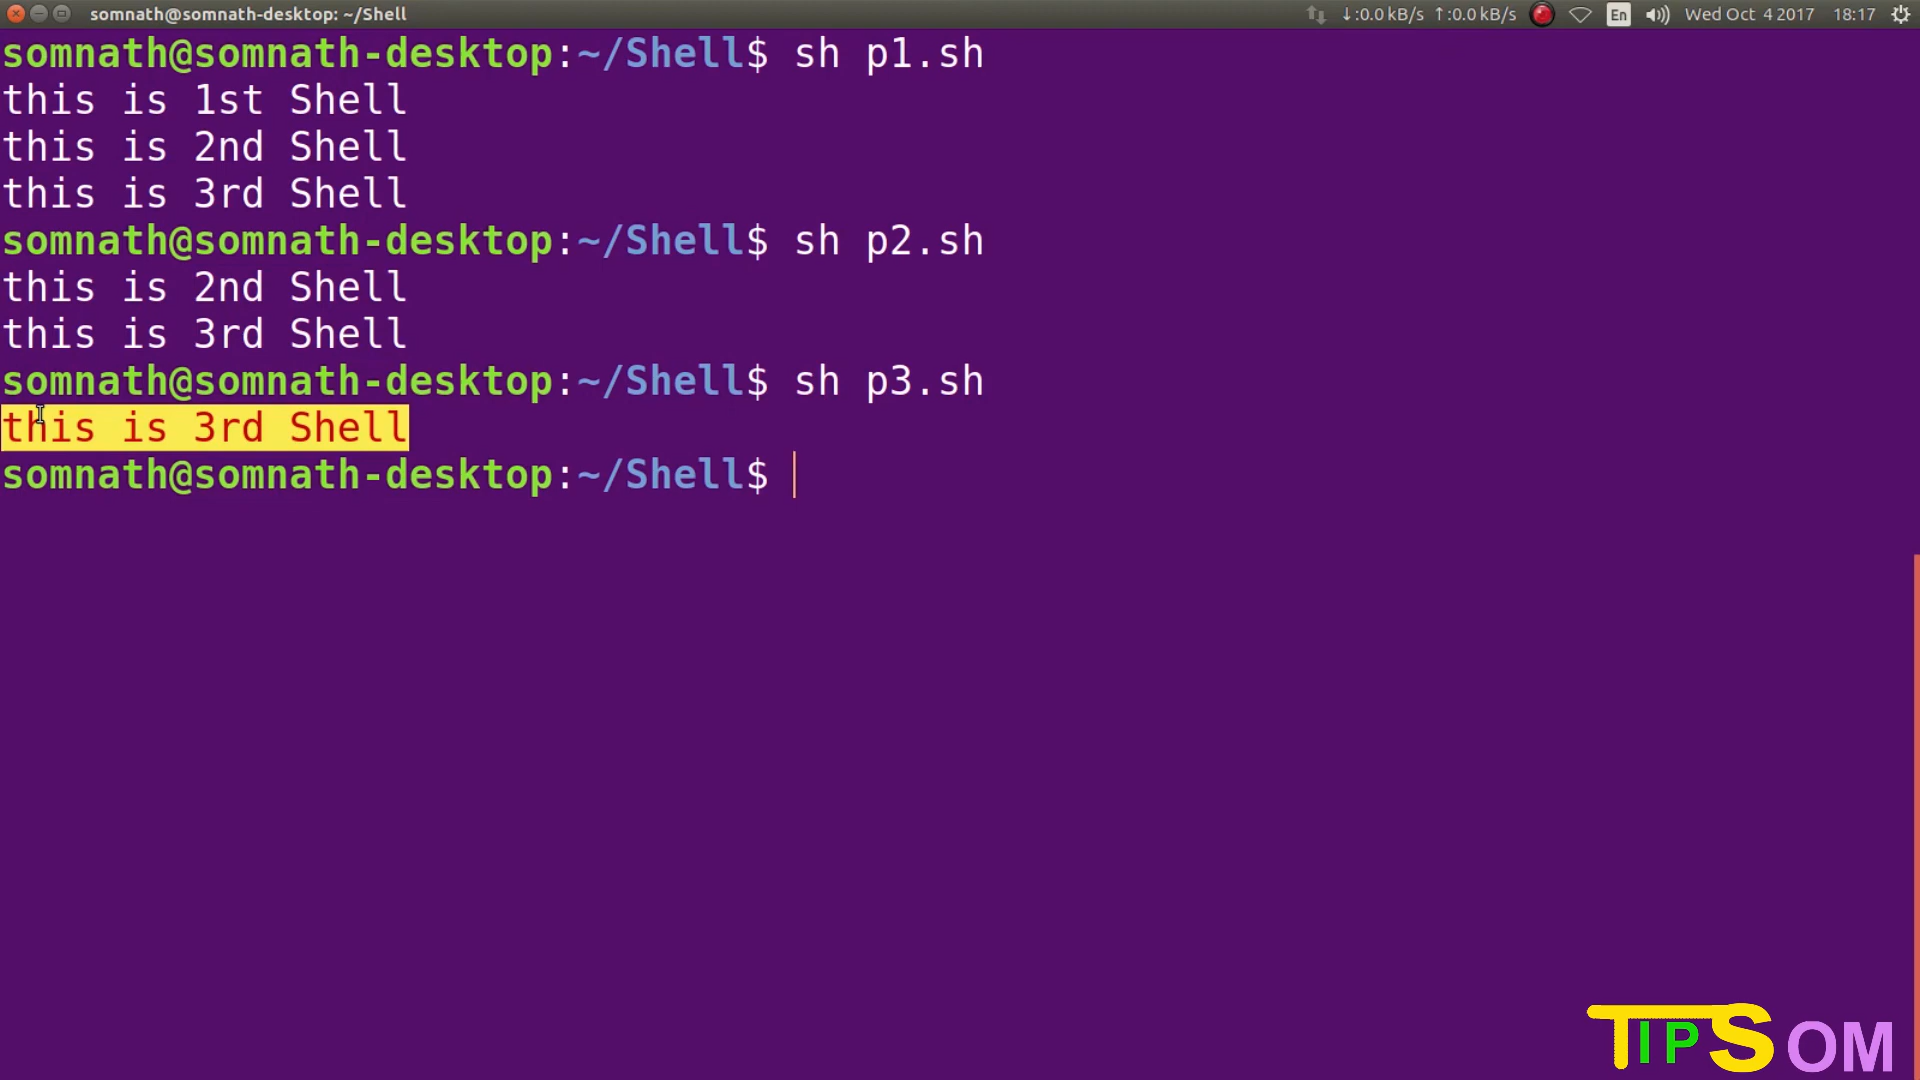 somnath@somnath-desktop: ~/Shell
↓:0.0 kB/s ↑:0.0 kB/s En Wed Oct 4 2017 18:17
somnath@somnath-desktop:~/Shell$ sh p1.sh
this is 1st Shell
this is 2nd Shell
this is 3rd Shell
somnath@somnath-desktop:~/Shell$ sh p2.sh
this is 2nd Shell
this is 3rd Shell
somnath@somnath-desktop:~/Shell$ sh p3.sh
this is 3rd Shell
somnath@somnath-desktop:~/Shell$
TIPSOM